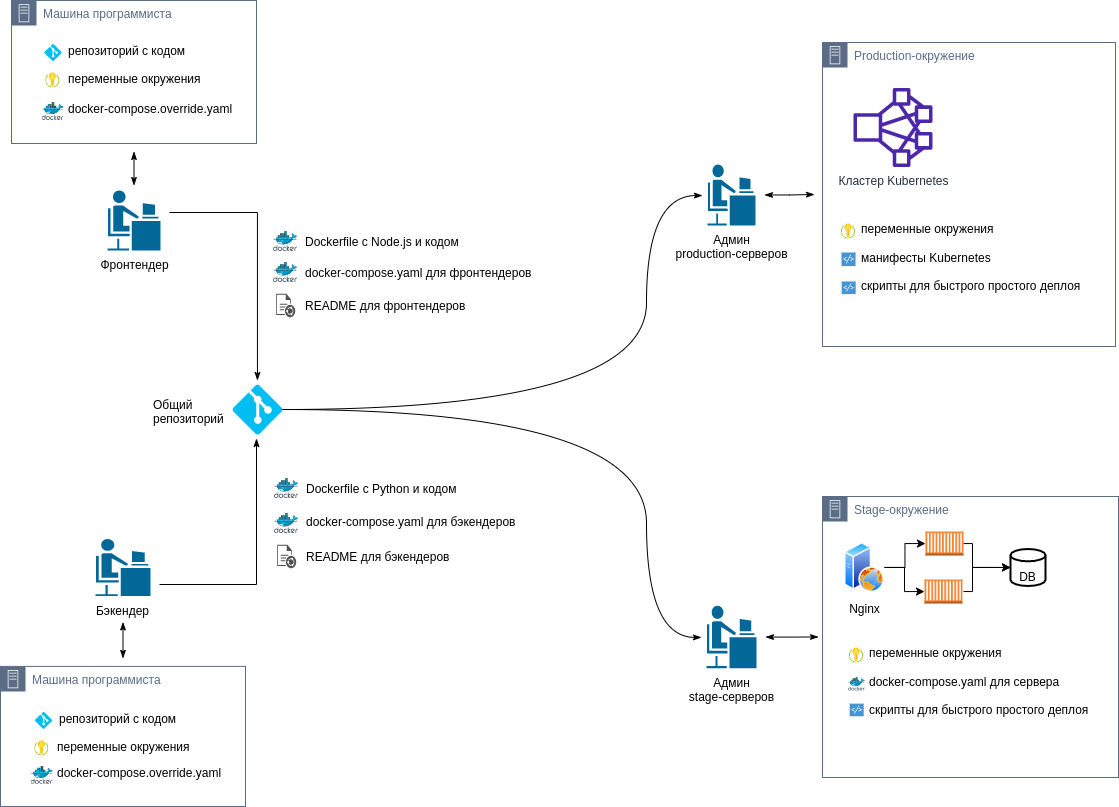 Машина программиста
репозиторий с кодом
переменные окружения
docker
docker-compose.override.yaml
Фронтендер
docker
Dockerfile с Node.js и кодом
docker
docker-compose.yaml для фронтендеров
README для фронтендеров
Общий
репозиторий
docker
Dockerfile с Python и кодом
docker
docker-compose.yaml для бэкендеров
README для бэкендеров
Бэкендер
Машина программиста
репозиторий с кодом
переменные окружения
docker
docker-compose.override.yaml
Админ
production-серверов
Production-окружение
Кластер Kubernetes
переменные окружения
манифесты Kubernetes
скрипты для быстрого простого деплоя
Админ
stage-серверов
Stage-окружение
Nginx
DB
переменные окружения
docker
docker-compose.yaml для сервера
скрипты для быстрого простого деплоя